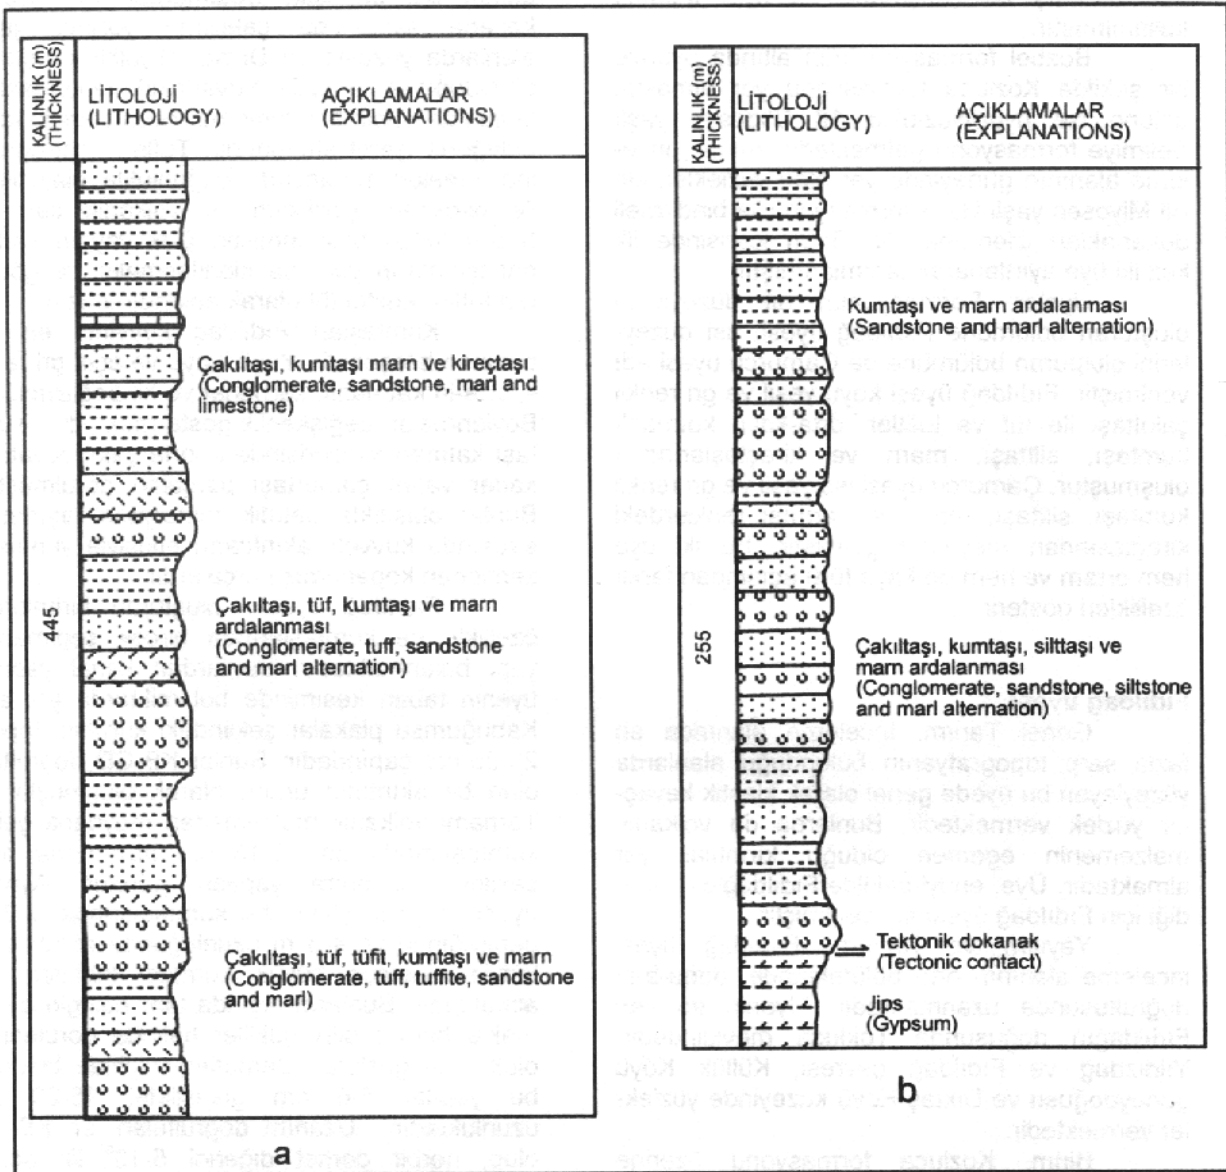 KALINLIK (m)
(THICKNESS)
LİTOLOJİ
(LITHOLOGY)
AÇIKLAMALAR
(EXPLANATIONS)
445
Çakıltaşı, kumtaşı marn ve kireçtaşı
(Conglomerate, sandstone, marl and
limestone)
Çakıltaşı, tüf, kumtaşı ve marn
ardalanması
(Conglomerate, tuff, sandstone
and marl alternation)
Çakıltaşı, tüf, tüfit, kumtaşı ve marn
(Conglomerate, tuff, tuffite, sandstone
and marl)
a
KALINLIK (m)
(THICKNESS)
LİTOLOJİ
(LITHOLOGY)
AÇIKLAMALAR
(EXPLANATIONS)
255
Kumtaşı ve marn ardalanması
(Sandstone and marl alternation)
Çakıltaşı, kumtaşı, silttaşı ve
marn ardalanması
(Conglomerate, sandstone, siltstone
and marl alternation)
Tektonik dokanak
(Tectonic contact)
Jips
(Gypsum)
b